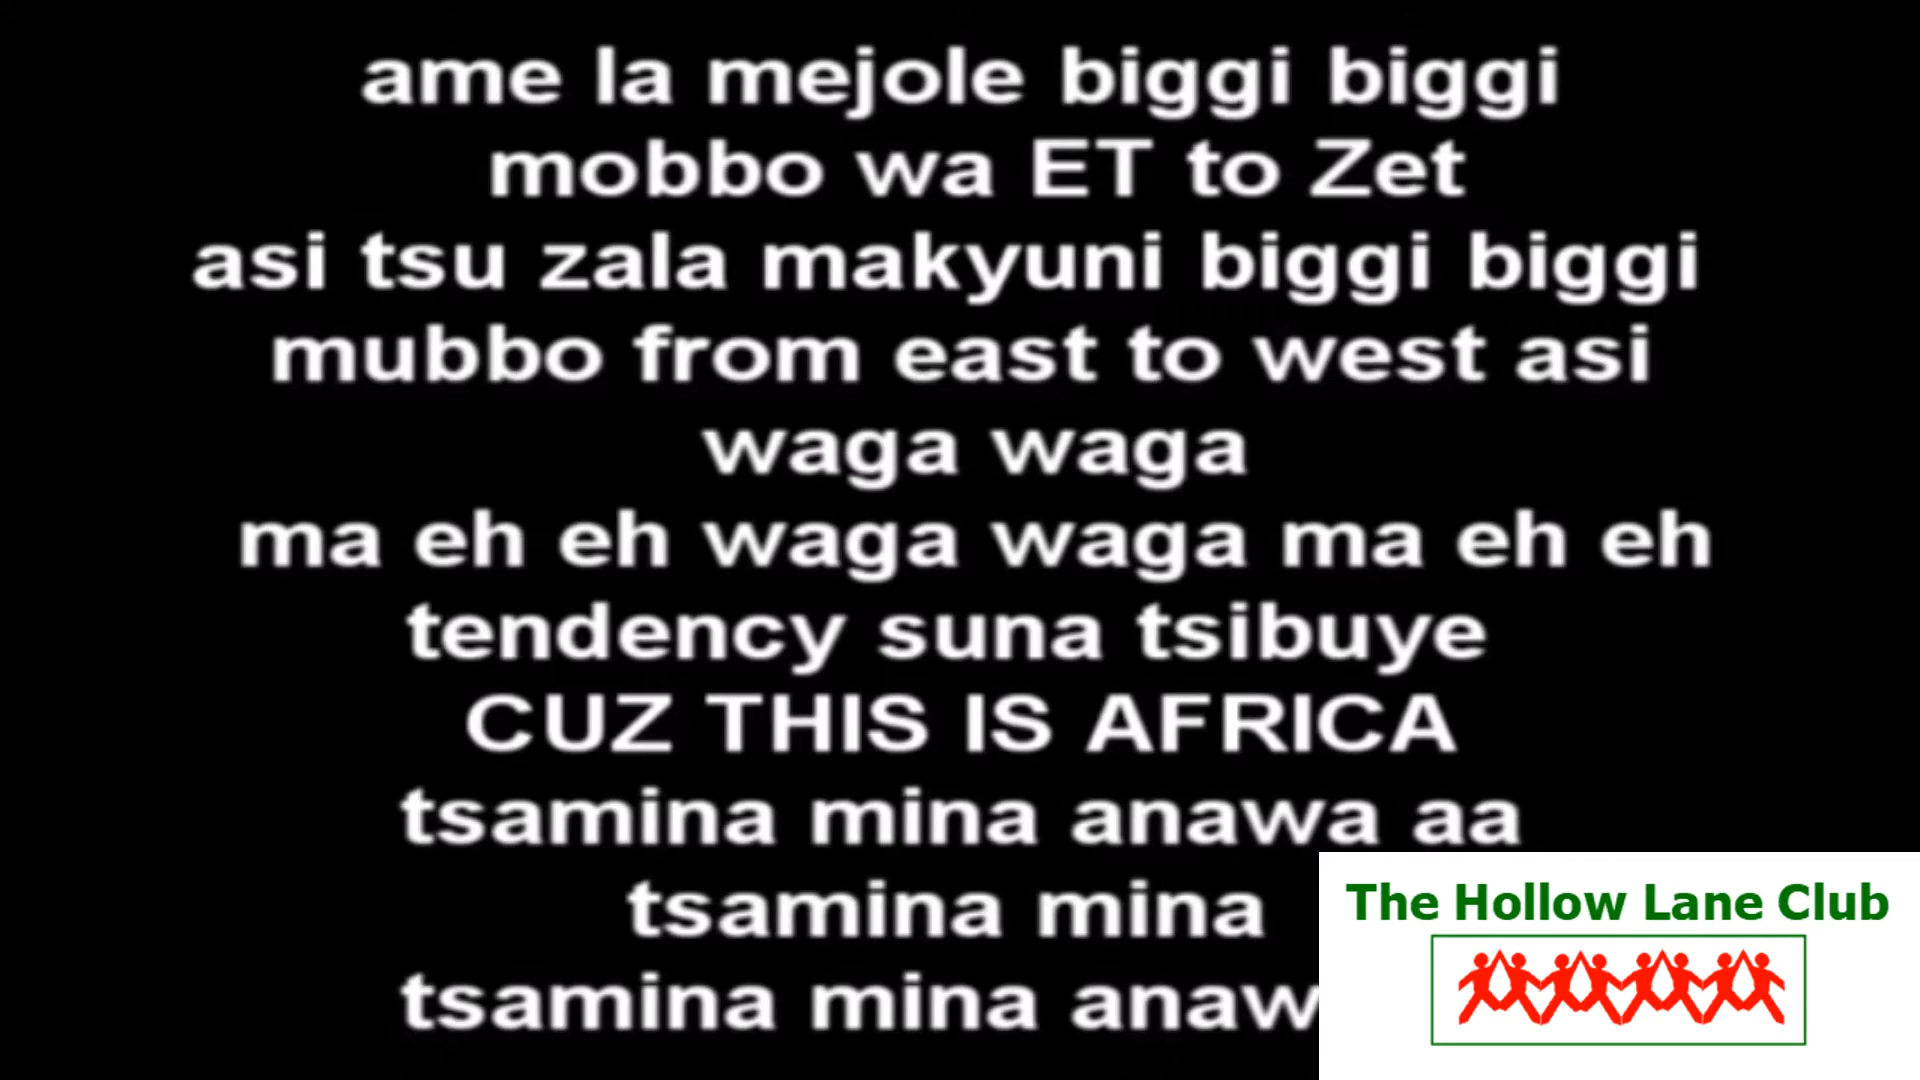 ame la mejole biggi biggi
mobbo wa ET to Zet
asi tsu zala makyuni biggi biggi
mubbo from east to west asi
waga waga
ma eh eh waga waga ma eh eh
tendency suna tsibuye
CUZ THIS IS AFRICA
tsamina mina anawa aa
tsamina mina
tsamina mina anaw
The Hollow Lane Club